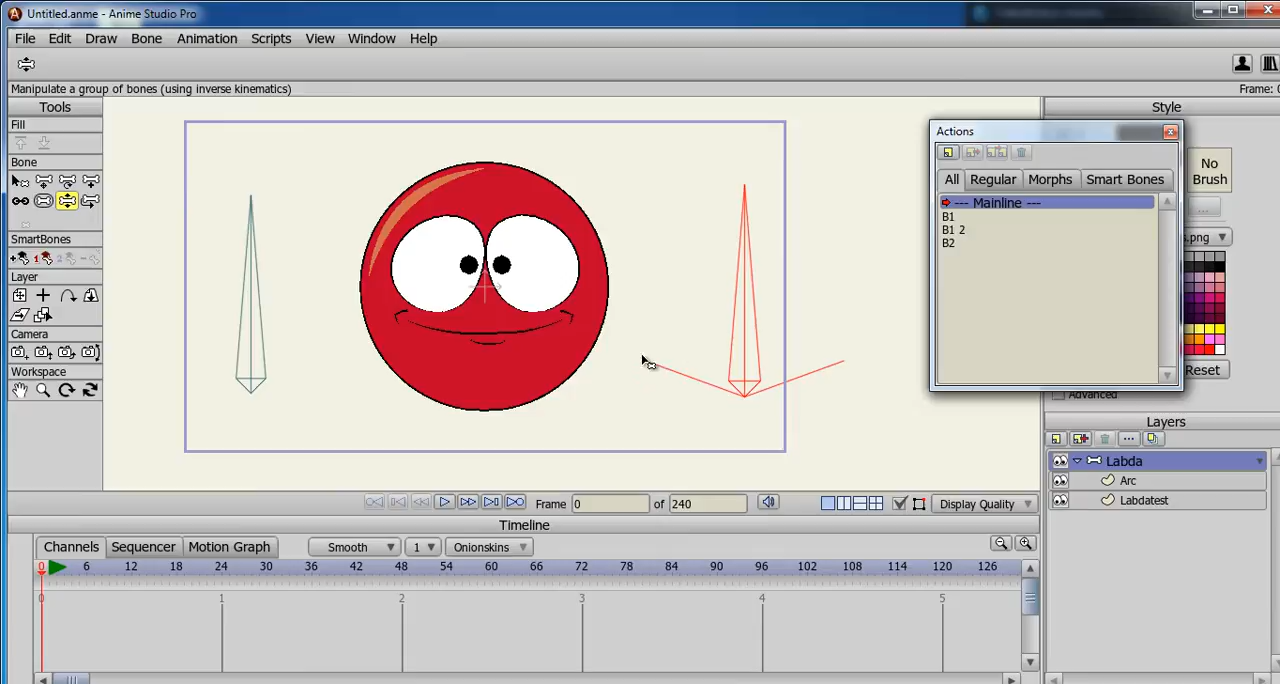 Untitled.anme - Anime Studio Pro
File Edit Draw Bone Animation Scripts View Window Help
Manipulate a group of bones (using inverse kinematics)
Frame: 0
Tools
Fill
Bone
SmartBones
Layer
Camera
Workspace
Style
No
Brush
...
s.png
Reset
Advanced
Actions
All Regular Morphs Smart Bones
--- Mainline ---
B1
B1 2
B2
Layers
Labda
Arc
Labdatest
Frame 0 of 240 Display Quality
Timeline
Channels Sequencer Motion Graph Smooth 1 Onionskins
0 6 12 18 24 30 36 42 48 54 60 66 72 78 84 90 96 102 108 114 120 126
0 1 2 3 4 5